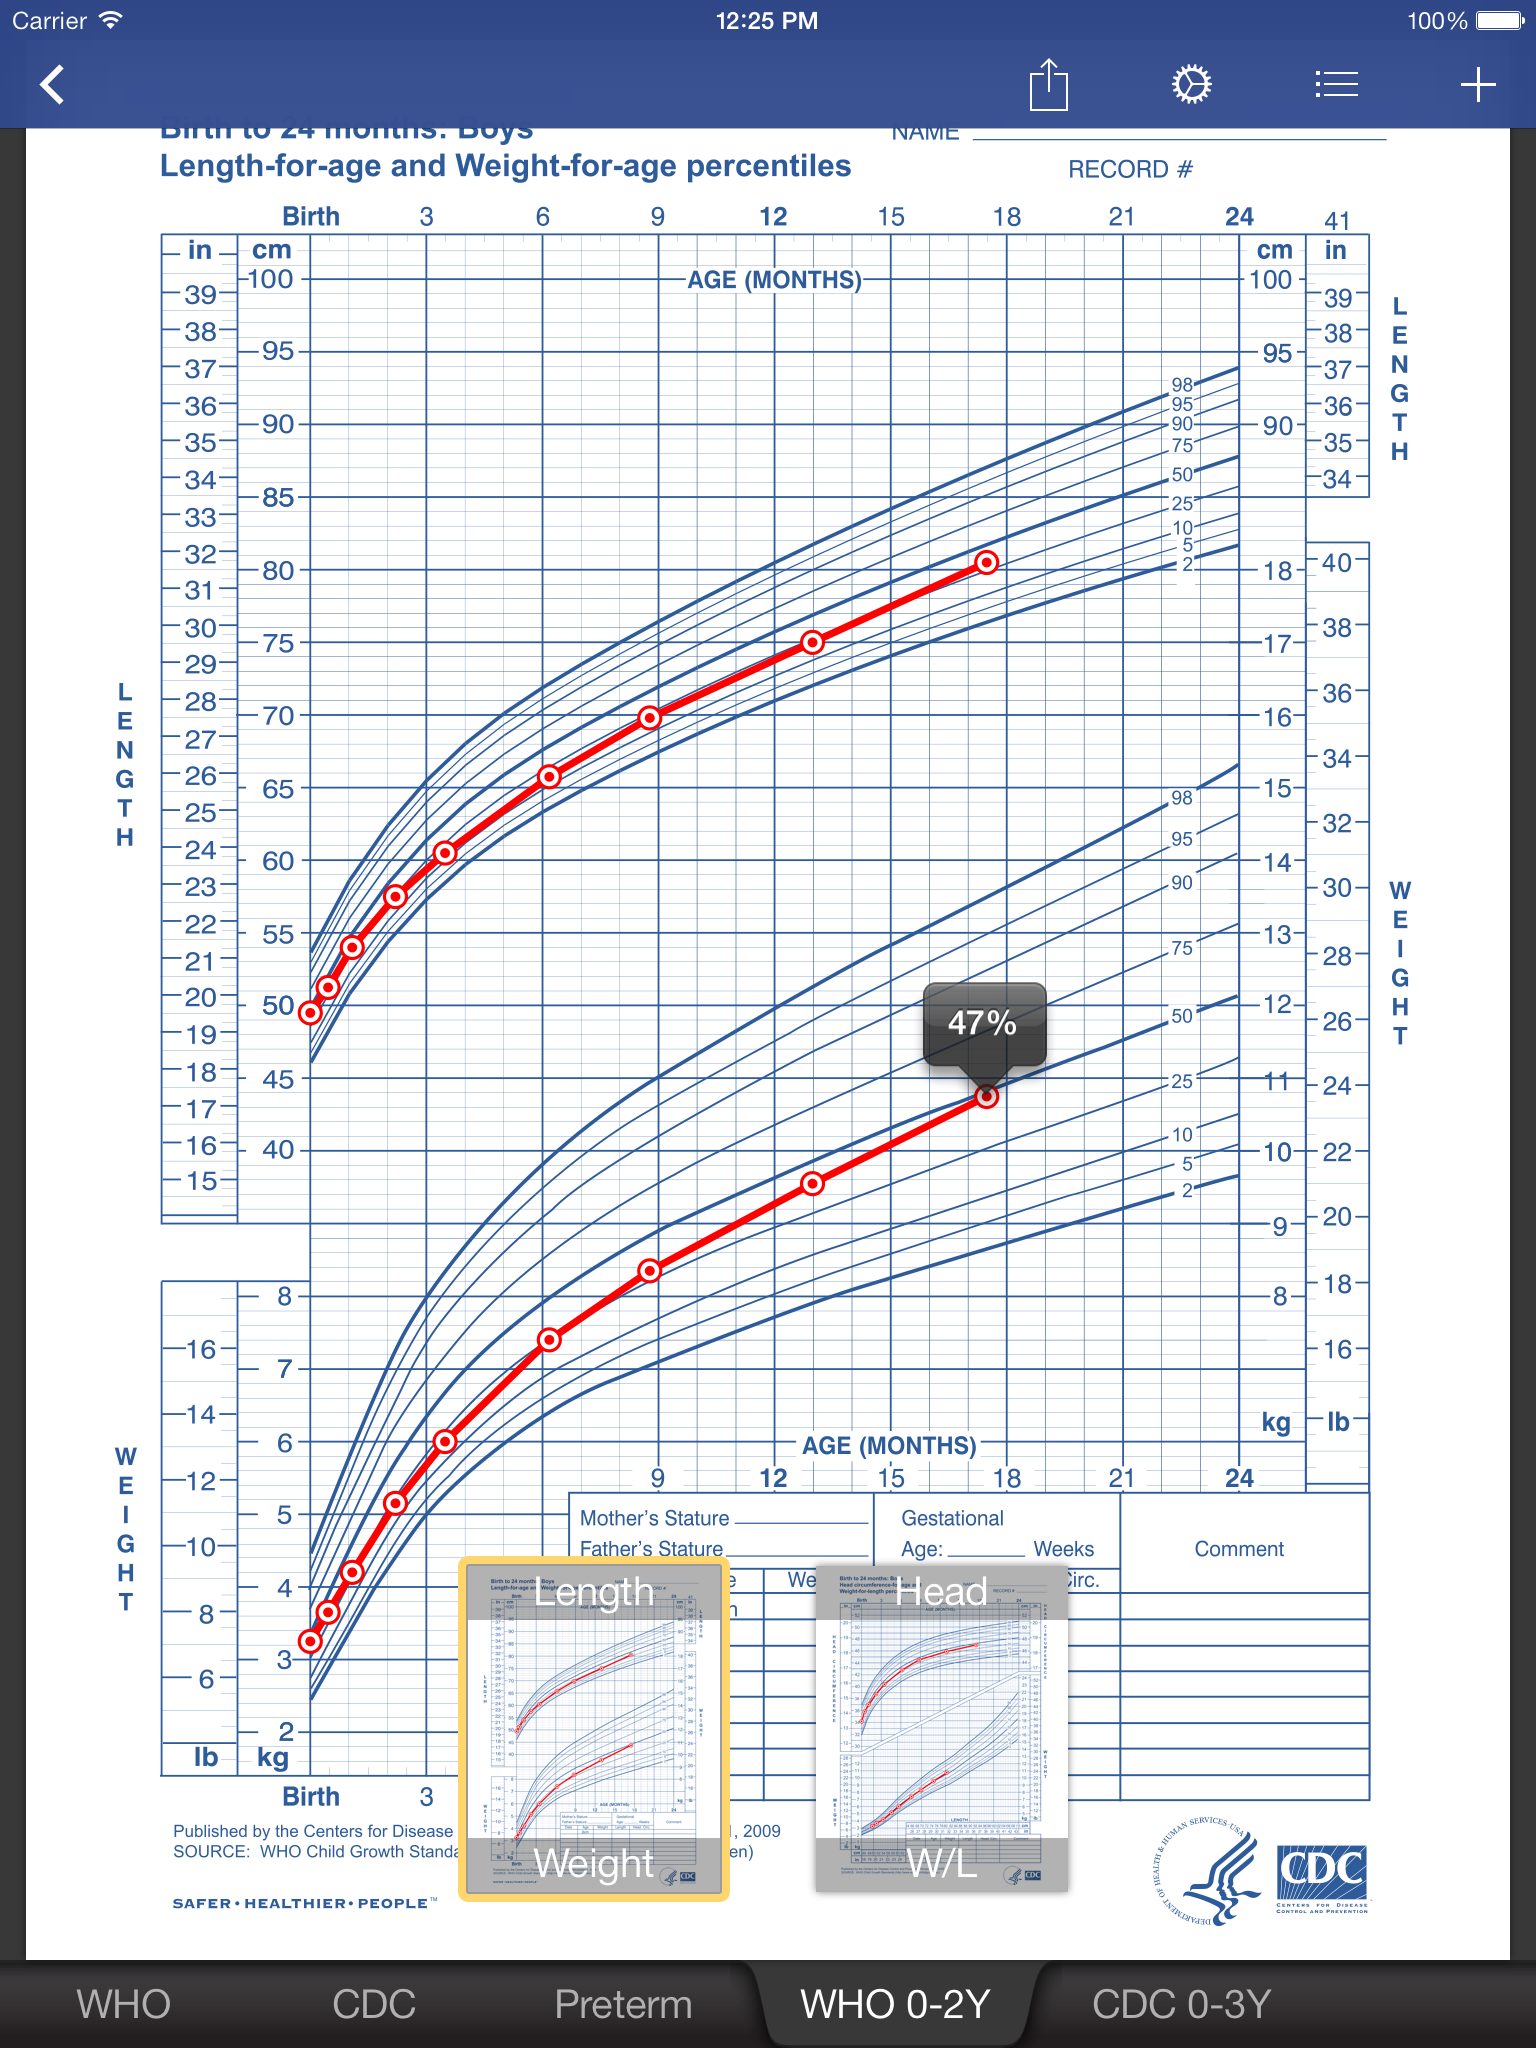 Carrier 12:25 PM 100%
Birth to 24 months: Boys
NAME
Length-for-age and Weight-for-age percentiles
RECORD #
Birth 3 6 9 12 15 18 21 24 41
in cm cm in
AGE (MONTHS)
100 100
39 39
38 38
95 95
37 37
36 36
90 90
35 35
34 34
85
33
32
80
31
30
75
29
28
70
27
26
65
25
24
60
23
22
55
21
20
50
19
18
45
17
16
40
15
LENGTH
LENGTH
98
95
90
75
50
25
10
5
2
18 40
17 38
36
16
34
15
32
14
30
13
28
12
26
11 24
10 22
9 20
18
8
16
kg lb
WEIGHT
98
95
90
75
50
25
10
5
2
47%
8
16
7
14
6
12
5
10
4
8
3
6
2
lb kg
WEIGHT
AGE (MONTHS)
9 12 15 18 21 24
Birth 3
Mother's Stature
Father's Stature
Gestational
Age: Weeks
Comment
We
irc.
Length
Weight
Head
W/L
Published by the Centers for Disease , 2009
SOURCE: WHO Child Growth Standa en)
SAFER • HEALTHIER • PEOPLE™
DEPARTMENT OF HEALTH & HUMAN SERVICES • USA
CDC
CENTERS FOR DISEASE
CONTROL AND PREVENTION
WHO CDC Preterm WHO 0-2Y CDC 0-3Y